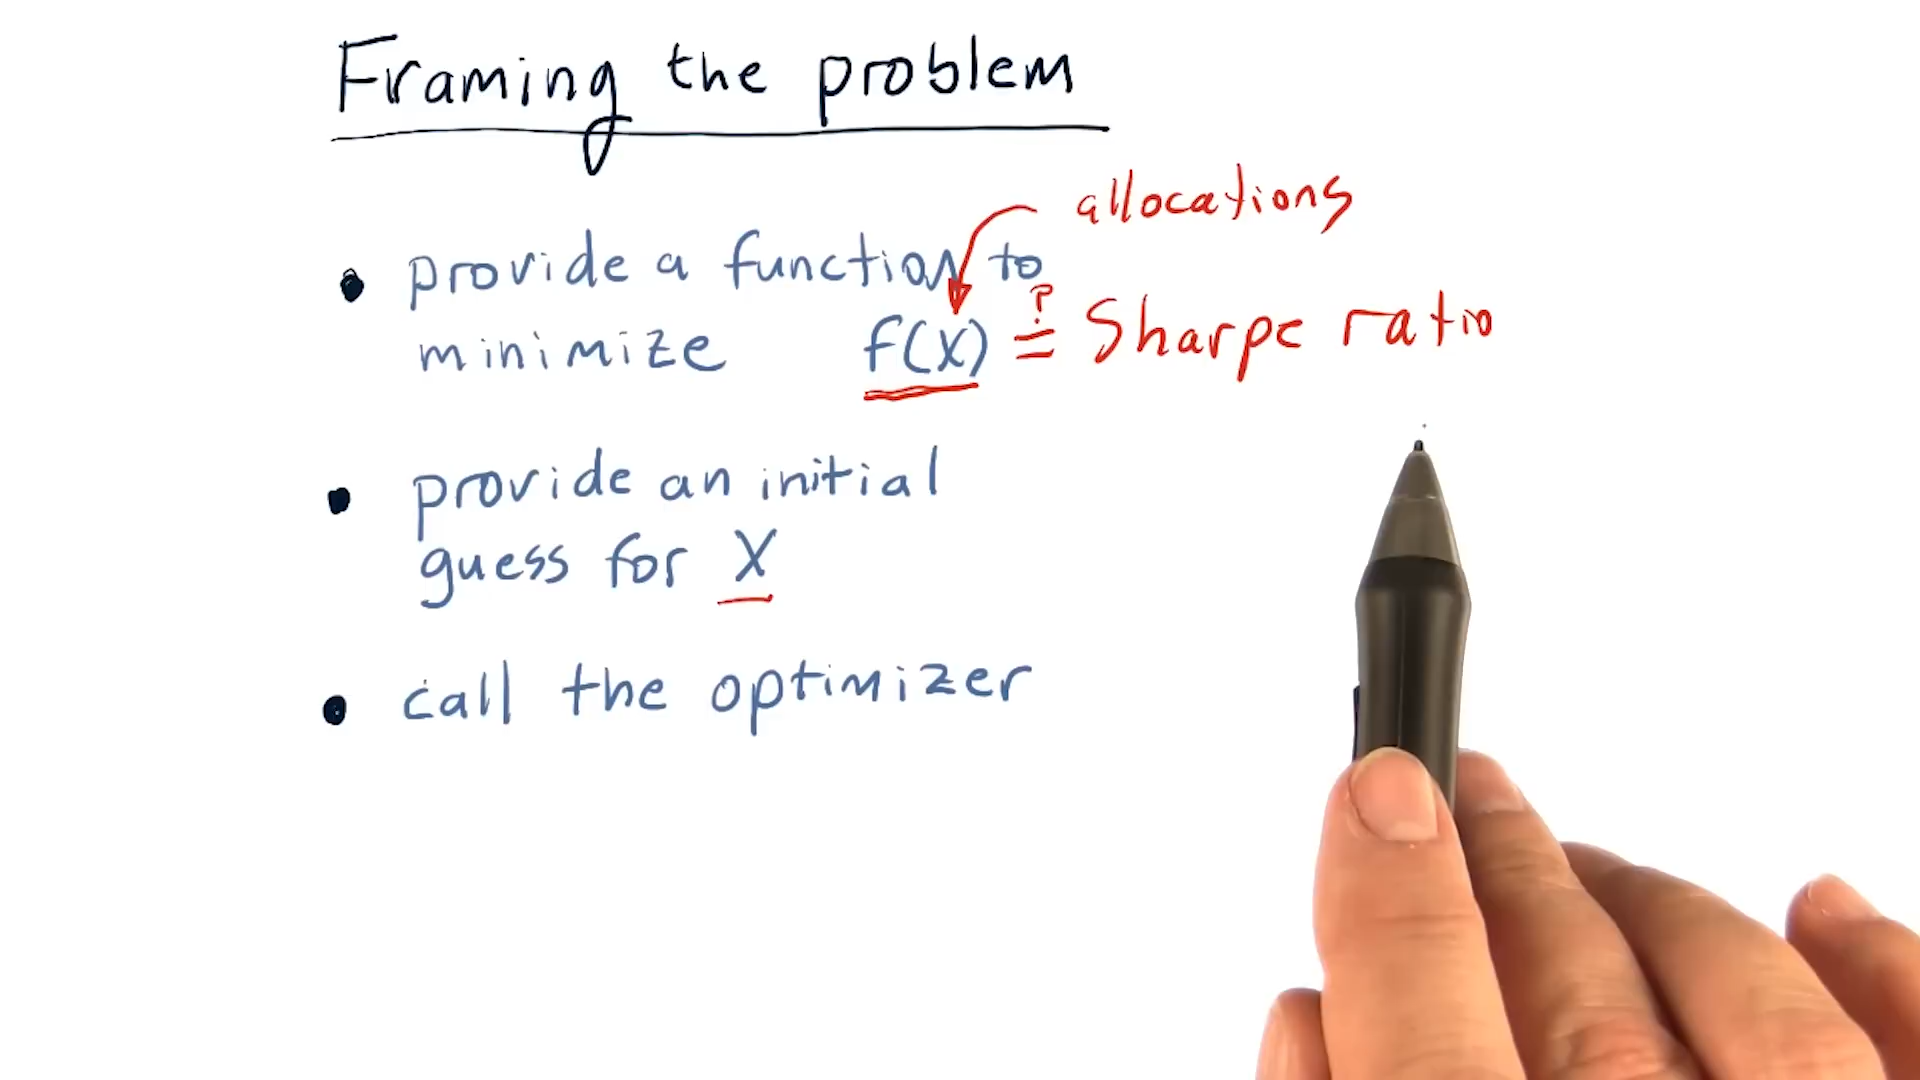 Framing the problem
allocations
• provide a function to
minimize f(X) ?= Sharpe ratio
• provide an initial
guess for X
• call the optimizer